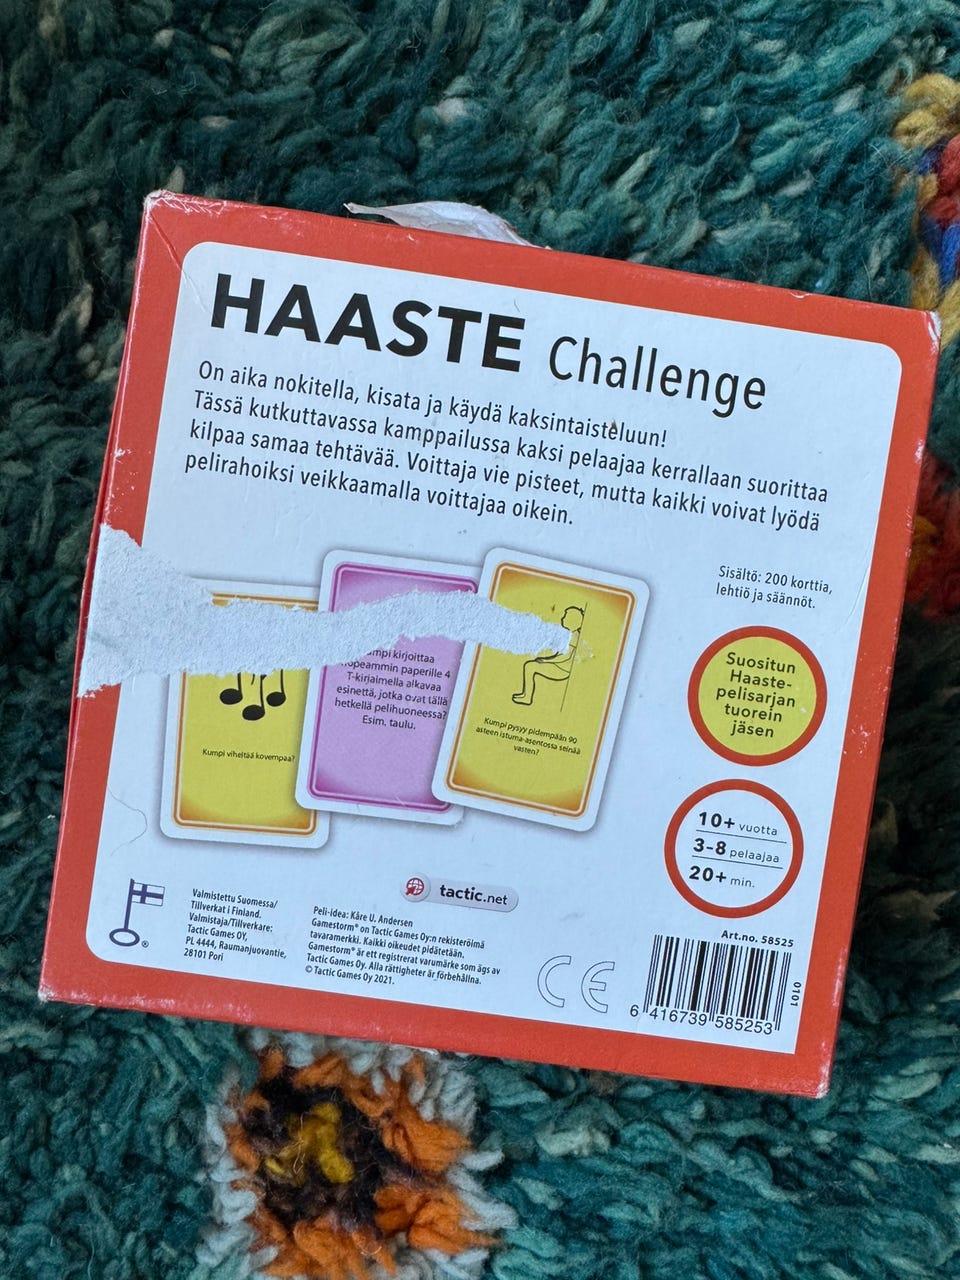 HAASTE Challenge
On aika nokitella, kisata ja käydä kaksintaisteluun!
Tässä kutkuttavassa kamppailussa kaksi pelaajaa kerrallaan suorittaa
kilpaa samaa tehtävää. Voittaja vie pisteet, mutta kaikki voivat lyödä
pelirahoiksi veikkaamalla voittajaa oikein.
Sisältö: 200 korttia,
lehtiö ja säännöt.
Kumpi viheltää kovempaa?
kirjoittaa
paperille 4
T-kirjaimella alkavaa
esinettä, jotka ovat tällä
hetkellä pelihuoneessa?
Esim. taulu.
Kumpi pysyy pidempään 90
asteen istuma-asentossa seinää
vasten?
Suositun
Haaste-
pelisarjan
tuorein
jäsen
10+ vuotta
3-8 pelaajaa
20+ min.
tactic.net
Valmistettu Suomessa/
Tillverkat i Finland.
Valmistaja/Tillverkare:
Tactic Games OY,
PL 4444, Raumanjuovantie,
28101 Pori
®
Peli-idea: Kåre U. Andersen
Gamestorm® on Tactic Games Oy:n rekisteröimä
tavaramerkki. Kaikki oikeudet pidätetään.
Gamestorm® är ett registrerat varumärke som ägs av
Tactic Games Oy. Alla rättigheter är förbehållna.
© Tactic Games Oy 2021.
CE
Art.no. 58525
0101
6 416739 585253